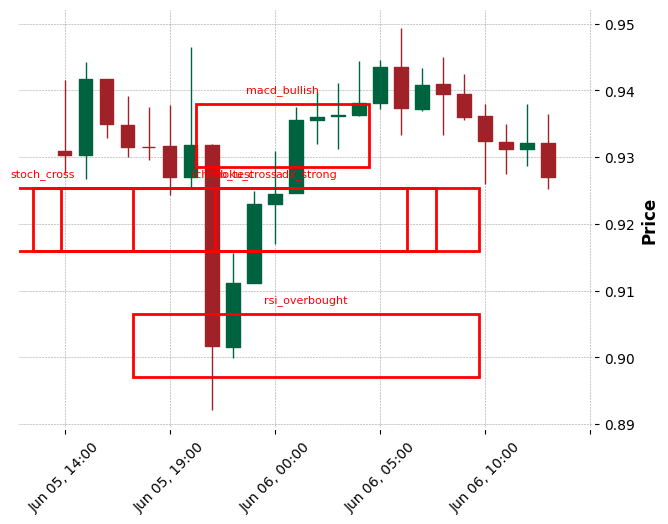 0.95
0.94
macd_bullish
0.93
stoch_cross
adx_strong
0.92
Price
0.91
rsi_overbought
0.90
0.89
Jun 05, 14:00
Jun 05, 19:00
Jun 06, 00:00
Jun 06, 05:00
Jun 06, 10:00